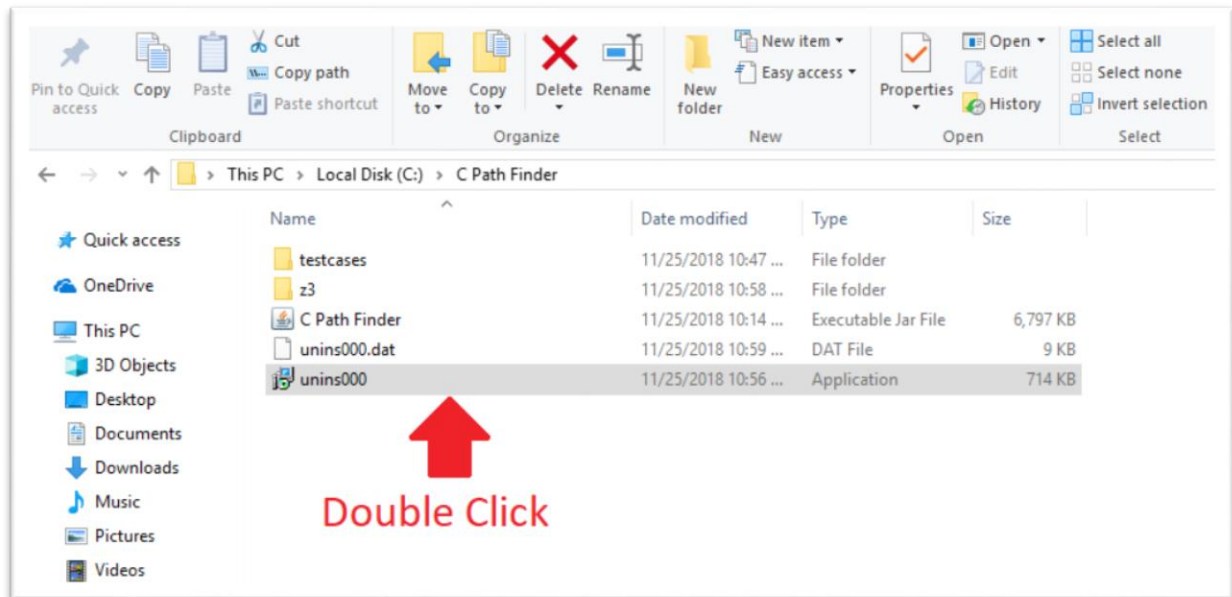 Pin to Quick access
Copy
Paste
Cut
Copy path
Paste shortcut
Clipboard
Move to
Copy to
Delete
Rename
Organize
New folder
New item
Easy access
New
Properties
Open
Edit
History
Open
Select all
Select none
Invert selection
Select
This PC > Local Disk (C:) > C Path Finder
Name Date modified Type Size
Quick access
OneDrive
This PC
3D Objects
Desktop
Documents
Downloads
Music
Pictures
Videos
testcases 11/25/2018 10:47 ... File folder
z3 11/25/2018 10:58 ... File folder
C Path Finder 11/25/2018 10:14 ... Executable Jar File 6,797 KB
unins000.dat 11/25/2018 10:59 ... DAT File 9 KB
unins000 11/25/2018 10:56 ... Application 714 KB
Double Click